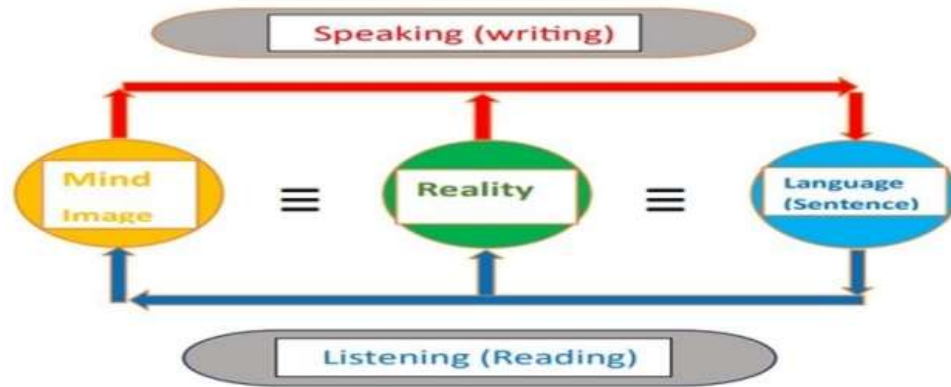 Speaking (writing)
Mind
Image
≡
Reality
≡
Language
(Sentence)
Listening (Reading)